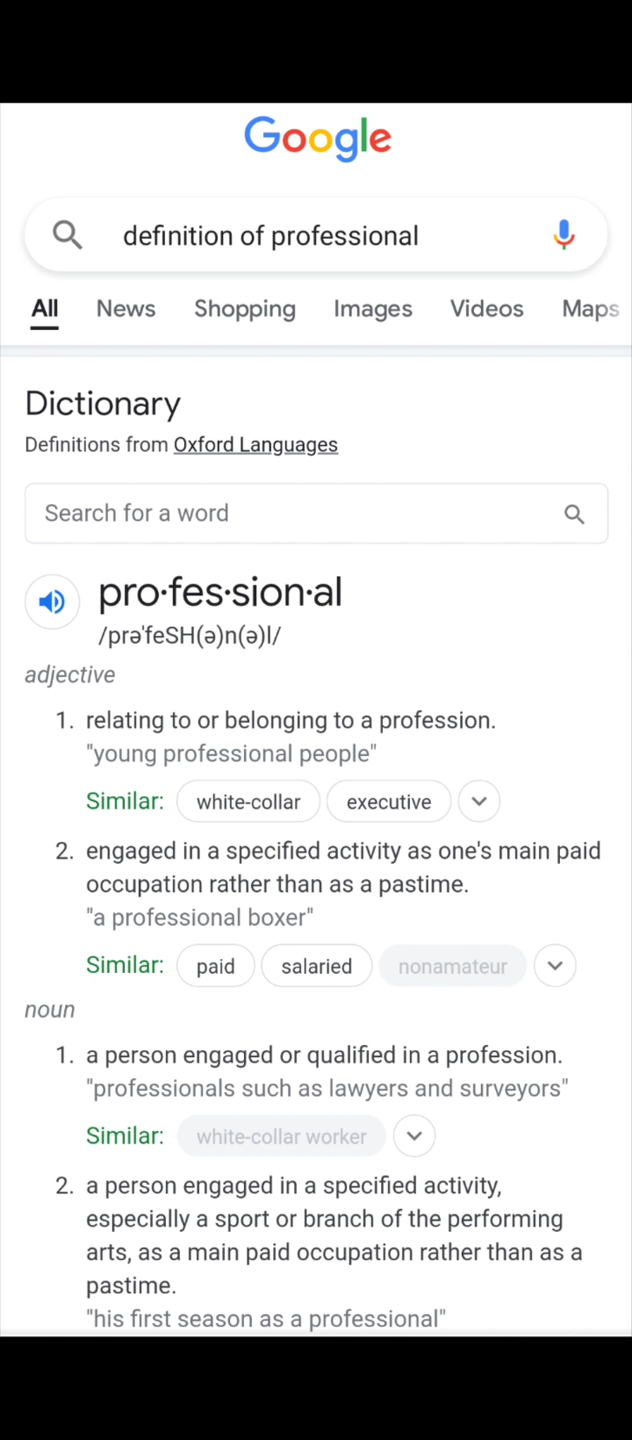 Google
definition of professional
All News Shopping Images Videos Maps
Dictionary
Definitions from Oxford Languages
Search for a word
pro·fes·sion·al
/prəˈfeSH(ə)n(ə)l/
adjective
1. relating to or belonging to a profession.
"young professional people"
Similar: white-collar executive
2. engaged in a specified activity as one's main paid
occupation rather than as a pastime.
"a professional boxer"
Similar: paid salaried nonamateur
noun
1. a person engaged or qualified in a profession.
"professionals such as lawyers and surveyors"
Similar: white-collar worker
2. a person engaged in a specified activity,
especially a sport or branch of the performing
arts, as a main paid occupation rather than as a
pastime.
"his first season as a professional"